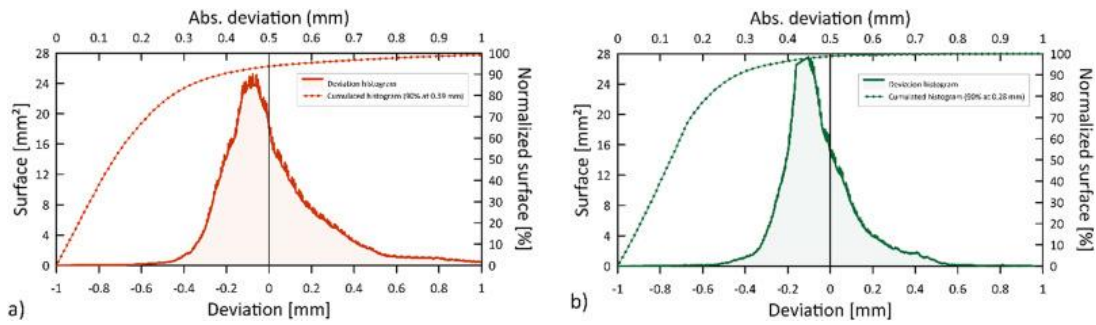 Abs. deviation (mm)
0 0.1 0.2 0.3 0.4 0.5 0.6 0.7 0.8 0.9 1
28 24 20 16 12 8 4 0
Surface [mm²]
Deviation histogram
Cumulated histogram (90% at 0.39 mm)
100 90 80 70 60 50 40 30 20 10 0
Normalized surface [%]
-1 -0.8 -0.6 -0.4 -0.2 0 0.2 0.4 0.6 0.8 1
Deviation [mm]
a)
Abs. deviation (mm)
0 0.1 0.2 0.3 0.4 0.5 0.6 0.7 0.8 0.9 1
28 24 20 16 12 8 4 0
Surface [mm²]
Deviation histogram
Cumulated histogram (90% at 0.28 mm)
100 90 80 70 60 50 40 30 20 10 0
Normalized surface [%]
-1 -0.8 -0.6 -0.4 -0.2 0 0.2 0.4 0.6 0.8 1
Deviation [mm]
b)